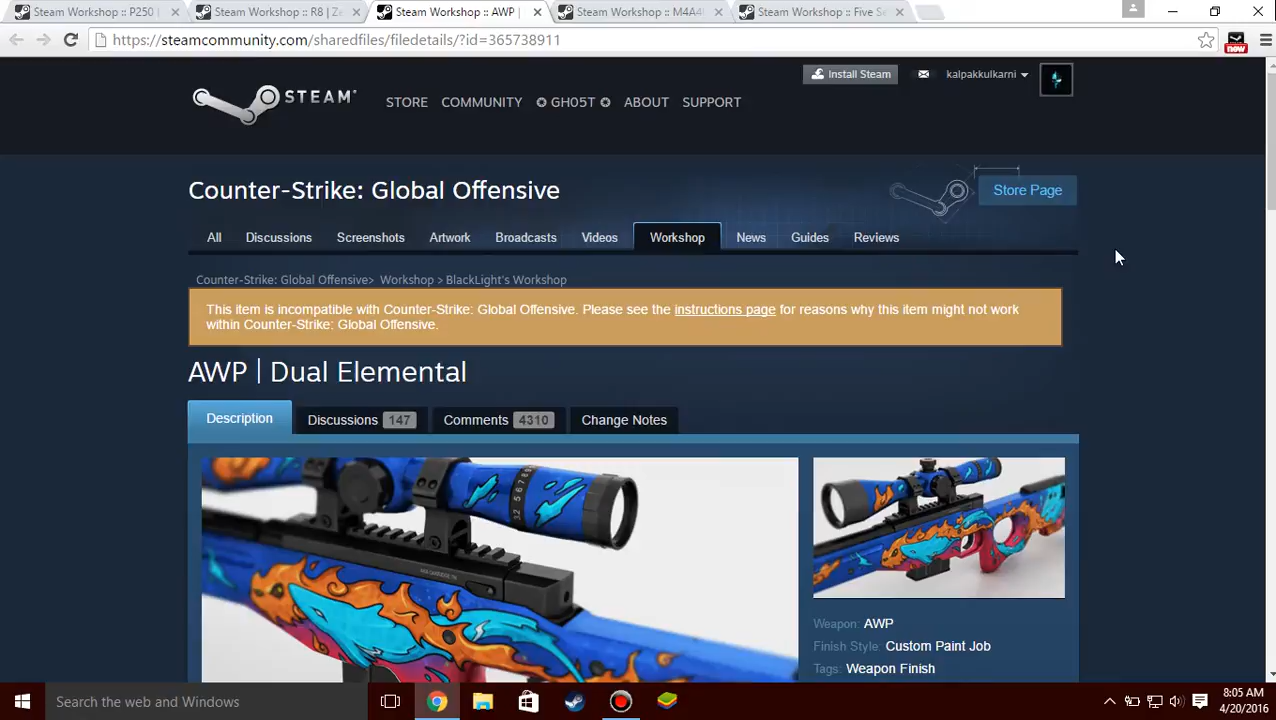 Steam Workshop :: P250 |
Steam Workshop :: R8 | Ze
Steam Workshop :: AWP |
Steam Workshop :: M4A4
Steam Workshop :: Five Se
https://steamcommunity.com/sharedfiles/filedetails/?id=365738911
now
Install Steam
kalpakkulkarni
STEAM
STORE
COMMUNITY
GH05T
ABOUT
SUPPORT
Counter-Strike: Global Offensive
Store Page
All
Discussions
Screenshots
Artwork
Broadcasts
Videos
Workshop
News
Guides
Reviews
Counter-Strike: Global Offensive> Workshop > BlackLight's Workshop
This item is incompatible with Counter-Strike: Global Offensive. Please see the instructions page for reasons why this item might not work
within Counter-Strike: Global Offensive.
AWP | Dual Elemental
Description
Discussions 147
Comments 4310
Change Notes
Weapon: AWP
Finish Style: Custom Paint Job
Tags: Weapon Finish
Search the web and Windows
8:05 AM
4/20/2016